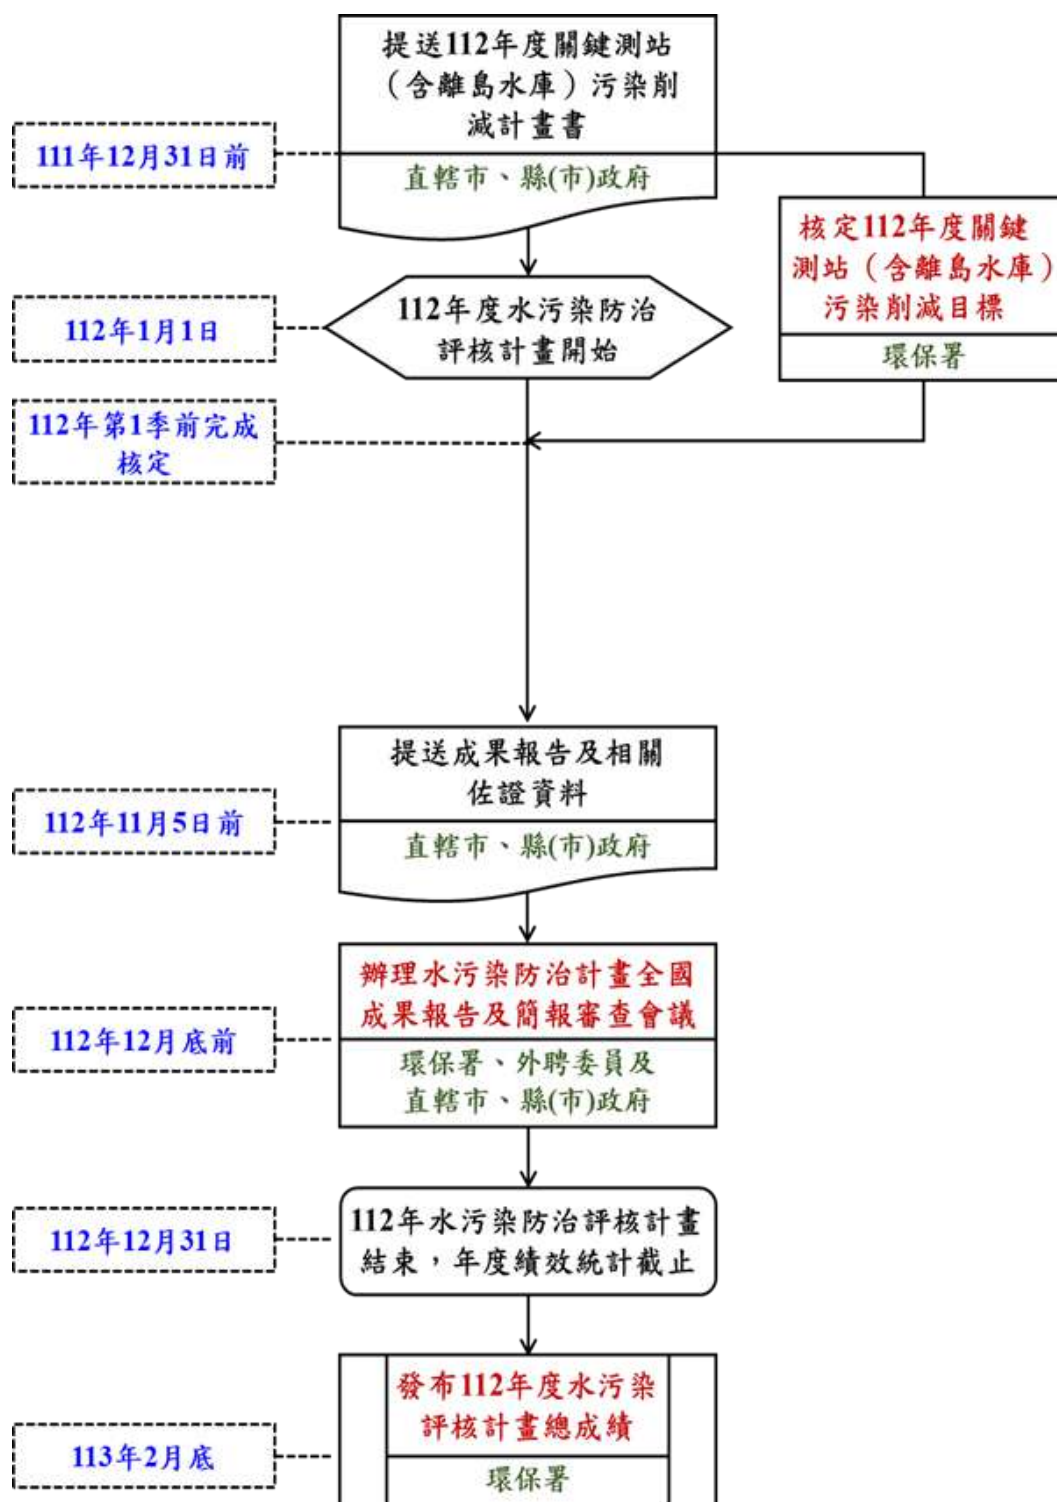 提送112年度關鍵測站
（含離島水庫）污染削
減計畫書
111年12月31日前
直轄市、縣(市)政府
核定112年度關鍵
測站（含離島水庫）
污染削減目標
環保署
112年度水污染防治
評核計畫開始
112年1月1日
112年第1季前完成
核定
提送成果報告及相關
佐證資料
112年11月5日前
直轄市、縣(市)政府
辦理水污染防治計畫全國
成果報告及簡報審查會議
112年12月底前
環保署、外聘委員及
直轄市、縣(市)政府
112年水污染防治評核計畫
結束，年度績效統計截止
112年12月31日
發布112年度水污染
評核計畫總成績
113年2月底
環保署